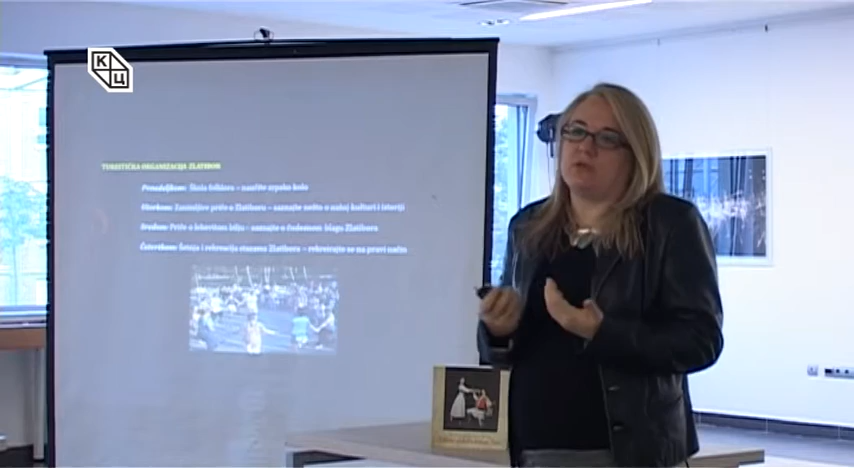 К
Ц
TURISTIČKA ORGANIZACIJA ZLATIBOR
Ponedeljkom: Škola folklora – naučite srpsko kolo
Utorkom: Zanimljive priče o Zlatiboru – saznajte nešto o našoj kulturi i istoriji
Sredom: Priče o lekovitom bilju – saznajte o čudesnom blagu Zlatibora
Četvrtkom: Šetnja i rekreacija stazama Zlatibora – rekreirajte se na pravi način